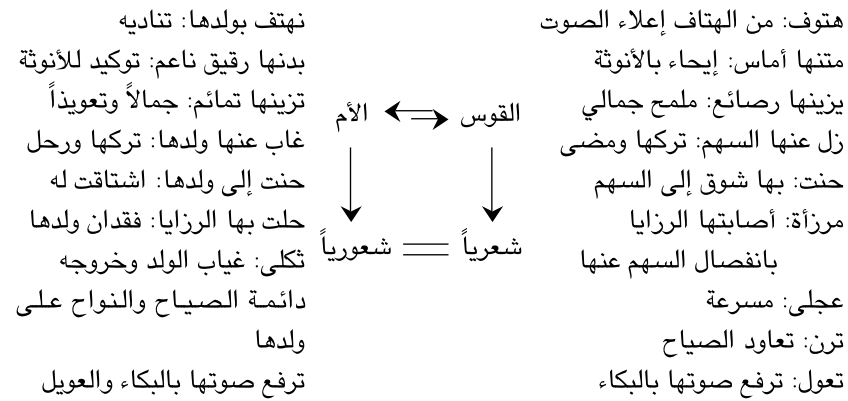 هتوف: من الهتاف إعلاء الصوت
متنها أماس: إيحاء بالأنوثة
يزينها رصائع: ملمح جمالي
زل عنها السهم: تركها ومضى
حنت: بها شوق إلى السهم
مرزأة: أصابتها الرزايا
بانفصال السهم عنها
عجلى: مسرعة
ترن: تعاود الصياح
تعول: ترفع صوتها بالبكاء
القوس
الأم
شعرياً
شعورياً
نهتف بولدها: تناديه
بدنها رقيق ناعم: توكيد للأنوثة
تزينها تمائم: جمالاً وتعويذاً
غاب عنها ولدها: تركها ورحل
حنت إلى ولدها: اشتاقت له
حلت بها الرزايا: فقدان ولدها
ثكلى: غياب الولد وخروجه
دائمة الصياح والنواح على
ولدها
ترفع صوتها بالبكاء والعويل